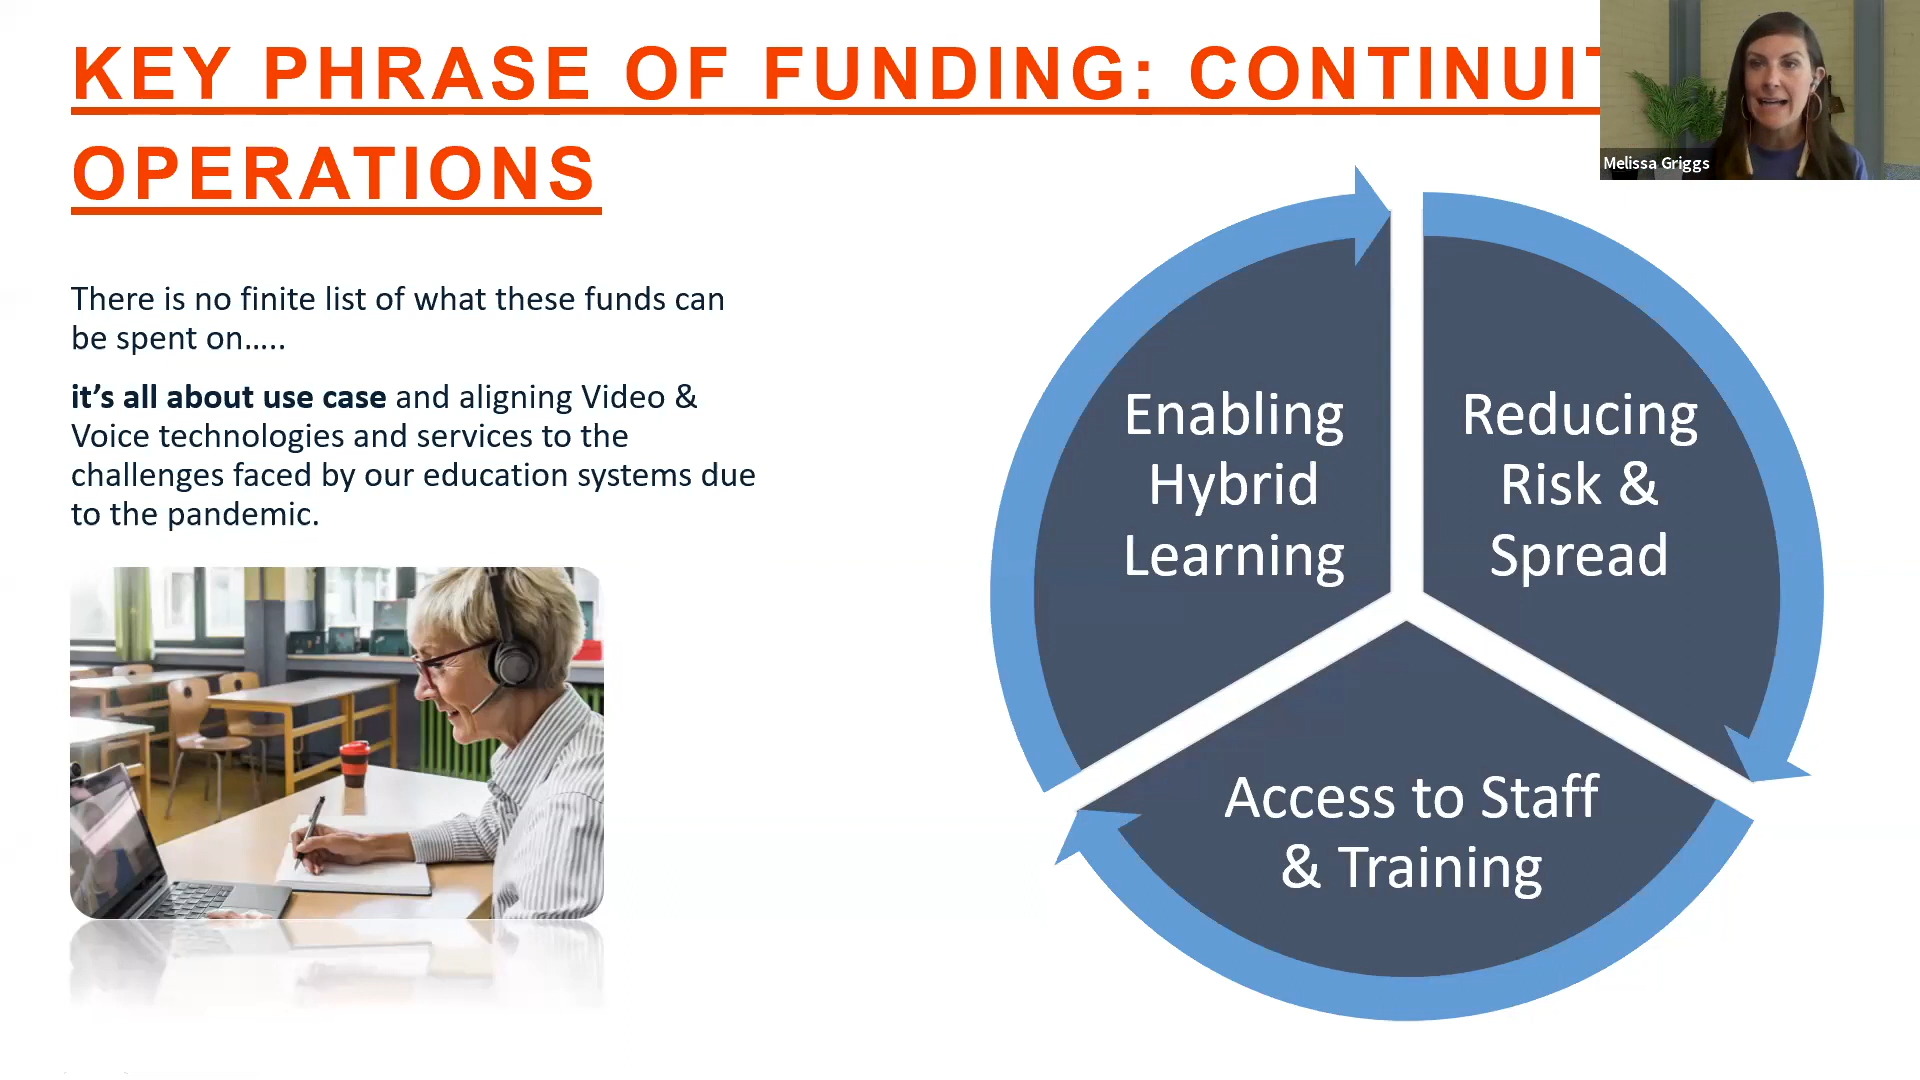 KEY PHRASE OF FUNDING: CONTINUIT
OPERATIONS
Melissa Griggs
There is no finite list of what these funds can
be spent on…..
it’s all about use case and aligning Video &
Voice technologies and services to the
challenges faced by our education systems due
to the pandemic.
Enabling
Hybrid
Learning
Reducing
Risk &
Spread
Access to Staff
& Training